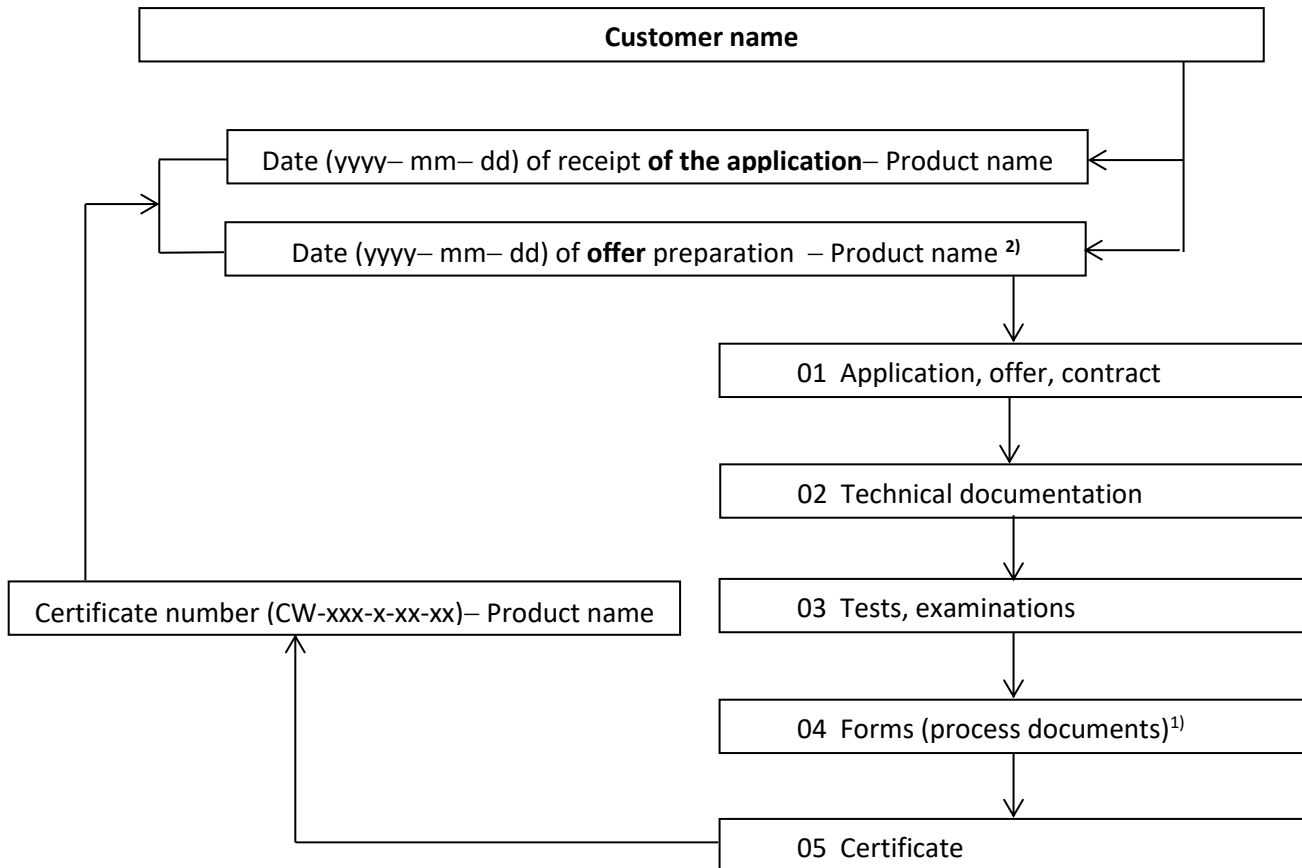 Customer name
Date (yyyy– mm– dd) of receipt of the application– Product name
Date (yyyy– mm– dd) of offer preparation – Product name 2)
01 Application, offer, contract
02 Technical documentation
Certificate number (CW-xxx-x-xx-xx)– Product name
03 Tests, examinations
04 Forms (process documents)1)
05 Certificate